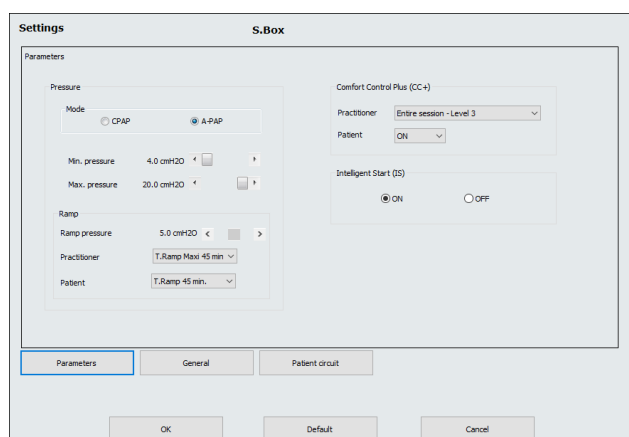 Settings
S.Box
Parameters
Pressure
Mode
CPAP
A-PAP
Min. pressure 4.0 cmH2O
Max. pressure 20.0 cmH2O
Ramp
Ramp pressure 5.0 cmH2O
Practitioner T.Ramp Maxi 45 min
Patient T.Ramp 45 min.
Comfort Control Plus (CC+)
Practitioner Entire session - Level 3
Patient ON
Intelligent Start (IS)
ON OFF
Parameters General Patient circuit
OK Default Cancel